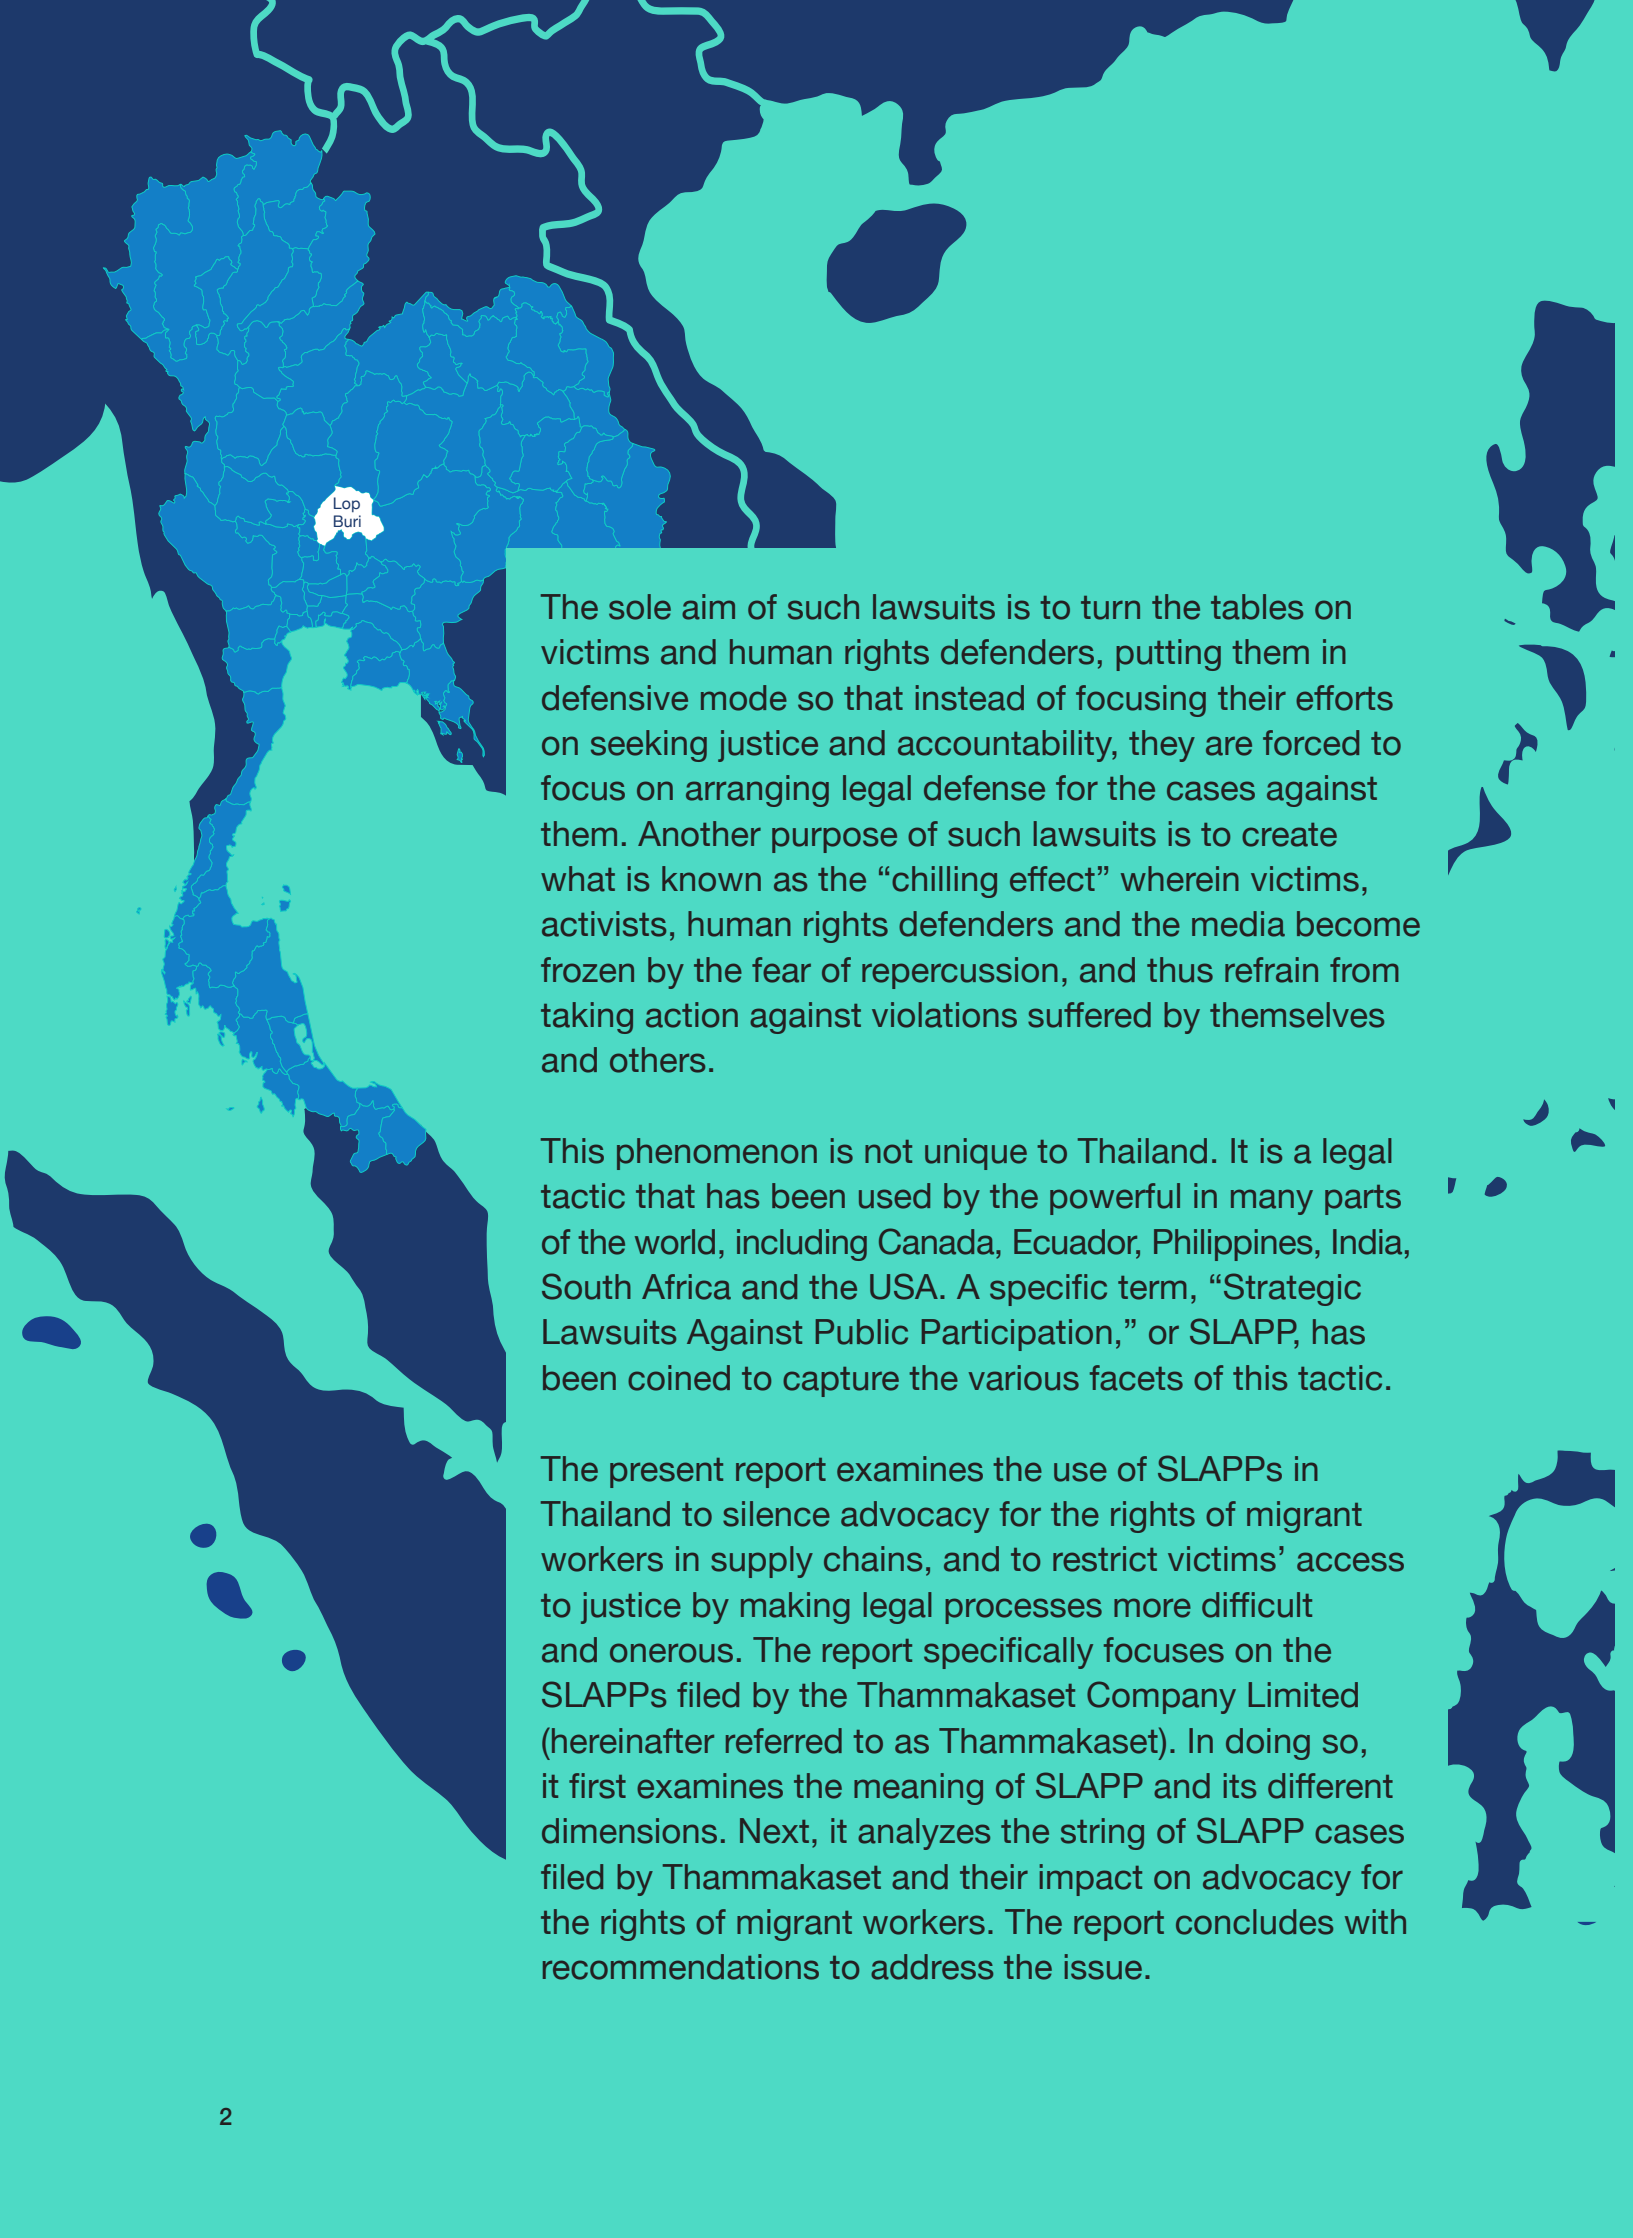 Lop
Buri
The sole aim of such lawsuits is to turn the tables on
victims and human rights defenders, putting them in
defensive mode so that instead of focusing their efforts
on seeking justice and accountability, they are forced to
focus on arranging legal defense for the cases against
them. Another purpose of such lawsuits is to create
what is known as the “chilling effect” wherein victims,
activists, human rights defenders and the media become
frozen by the fear of repercussion, and thus refrain from
taking action against violations suffered by themselves
and others.
This phenomenon is not unique to Thailand. It is a legal
tactic that has been used by the powerful in many parts
of the world, including Canada, Ecuador, Philippines, India,
South Africa and the USA. A specific term, “Strategic
Lawsuits Against Public Participation,” or SLAPP, has
been coined to capture the various facets of this tactic.
The present report examines the use of SLAPPs in
Thailand to silence advocacy for the rights of migrant
workers in supply chains, and to restrict victims’ access
to justice by making legal processes more difficult
and onerous. The report specifically focuses on the
SLAPPs filed by the Thammakaset Company Limited
(hereinafter referred to as Thammakaset). In doing so,
it first examines the meaning of SLAPP and its different
dimensions. Next, it analyzes the string of SLAPP cases
filed by Thammakaset and their impact on advocacy for
the rights of migrant workers. The report concludes with
recommendations to address the issue.
2